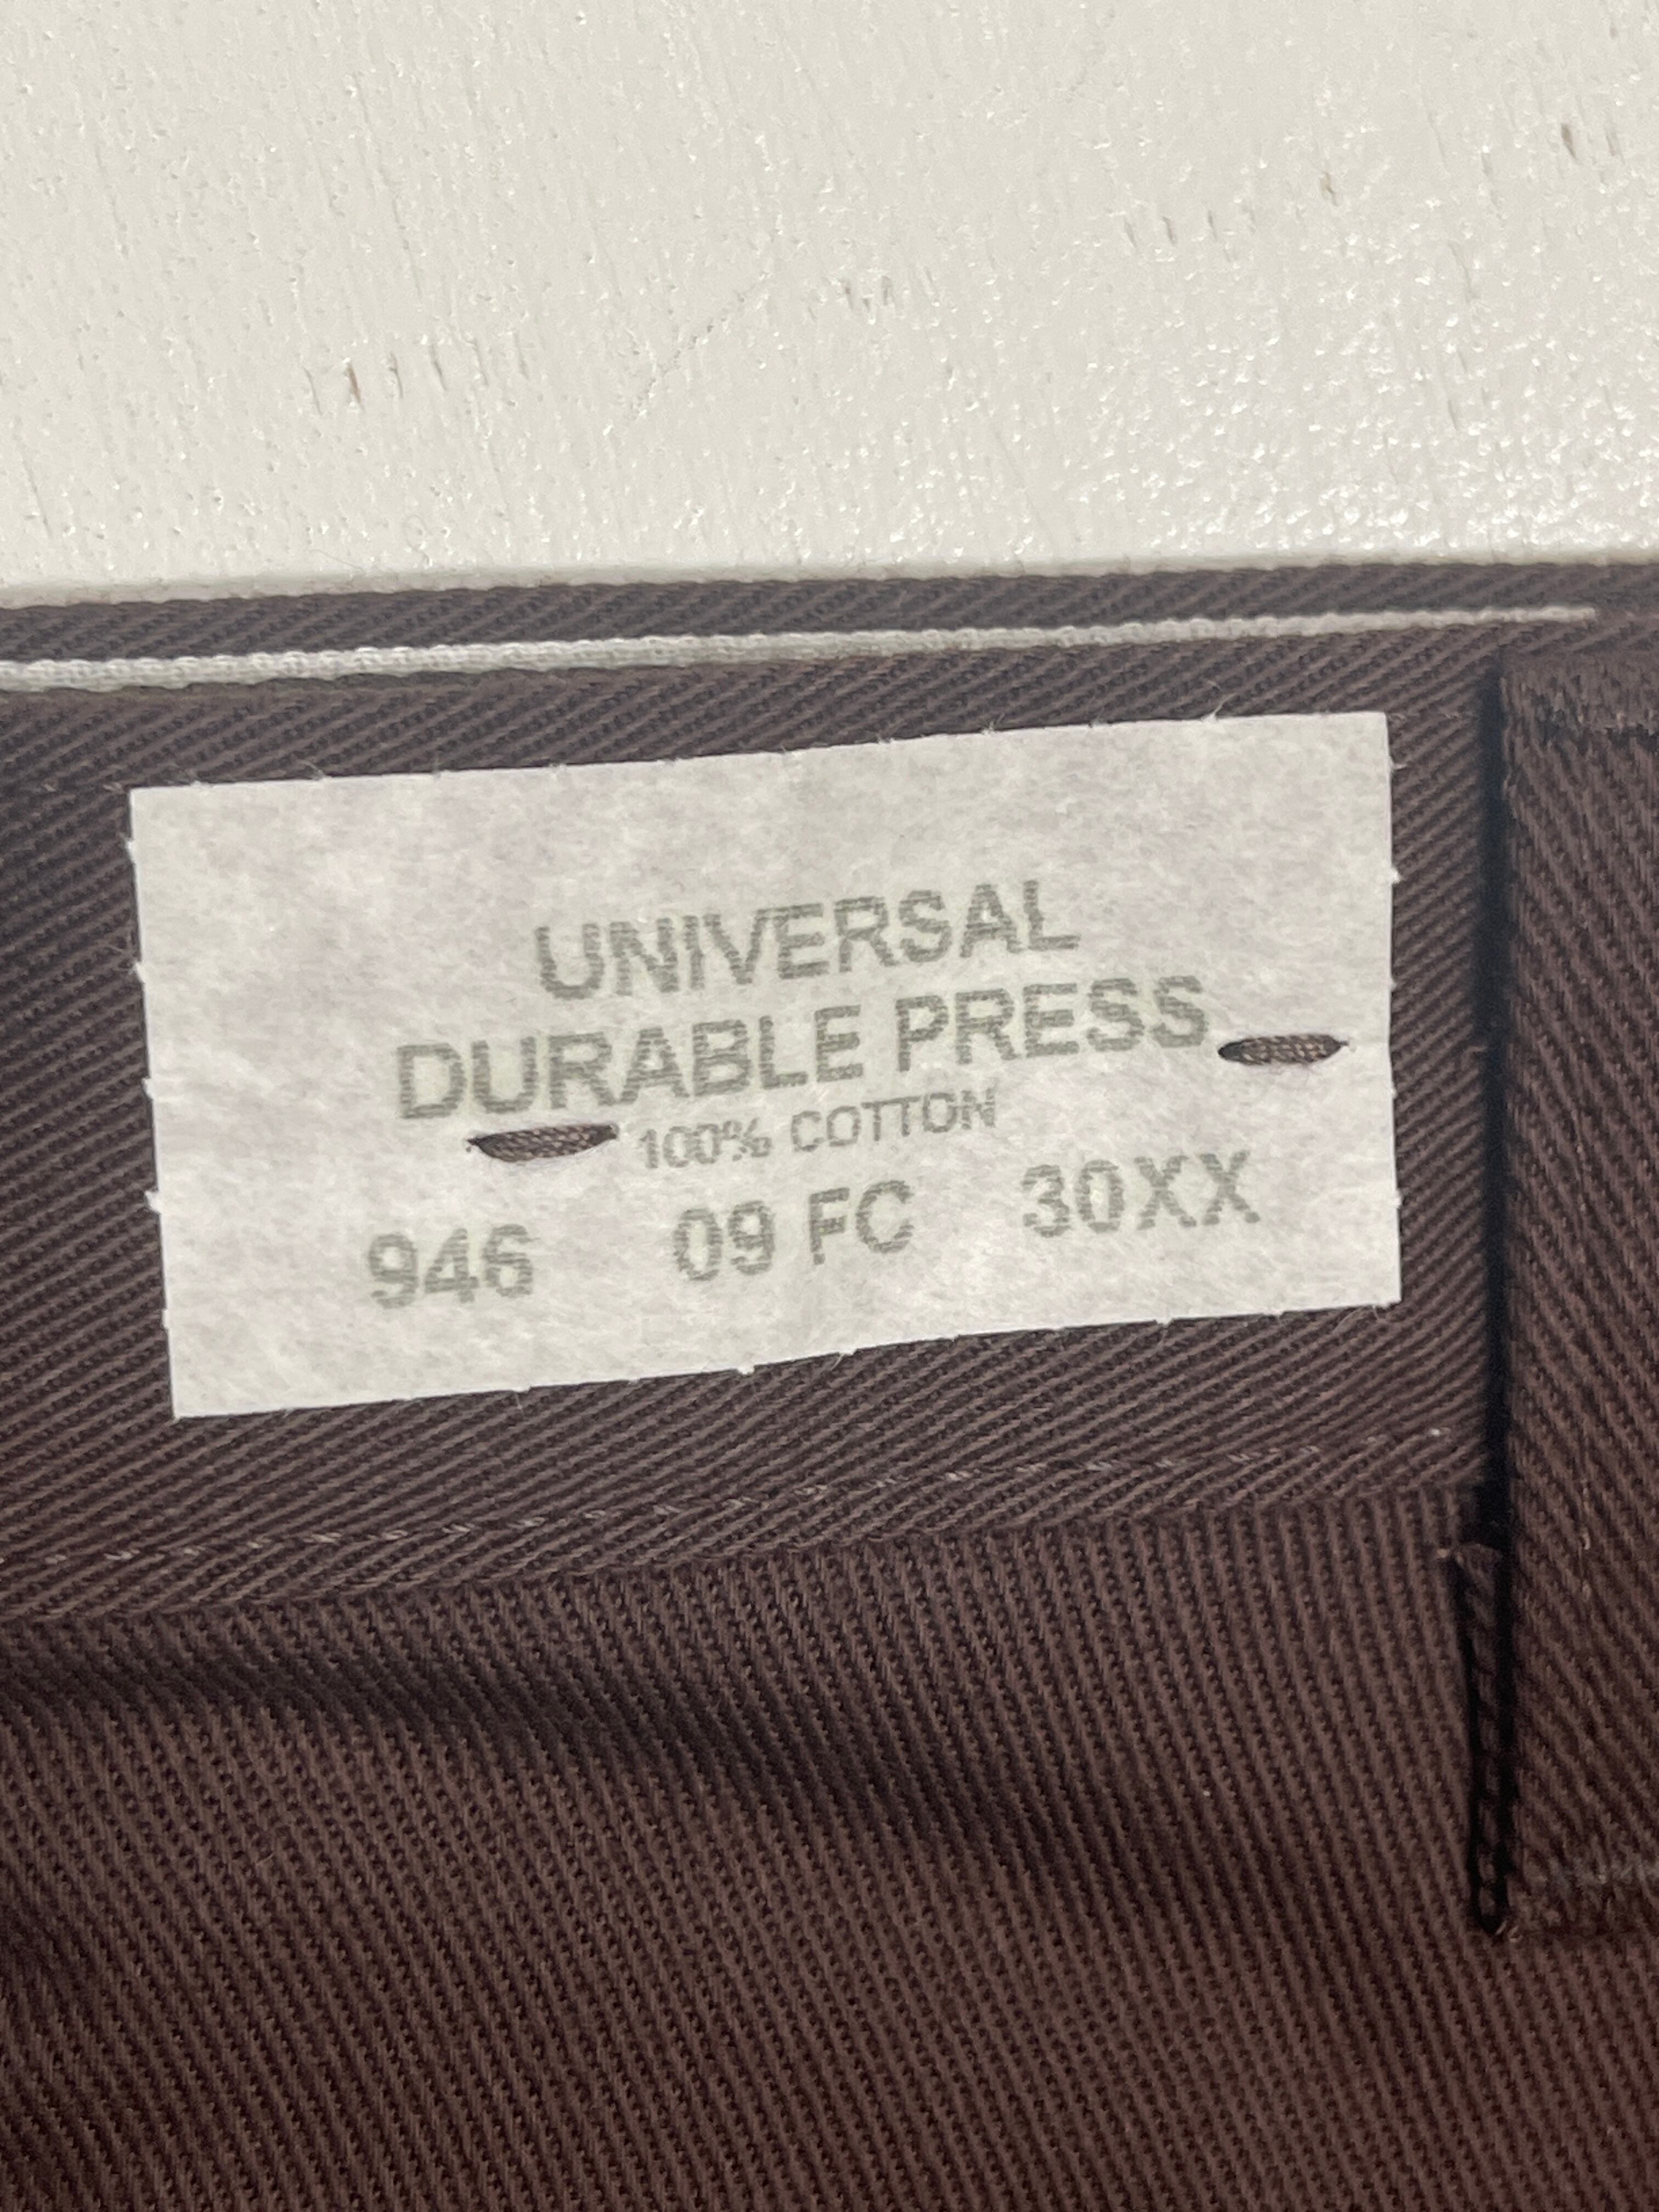 UNIVERSAL
DURABLE PRESS
100% COTTON
946 09 FC 30XX